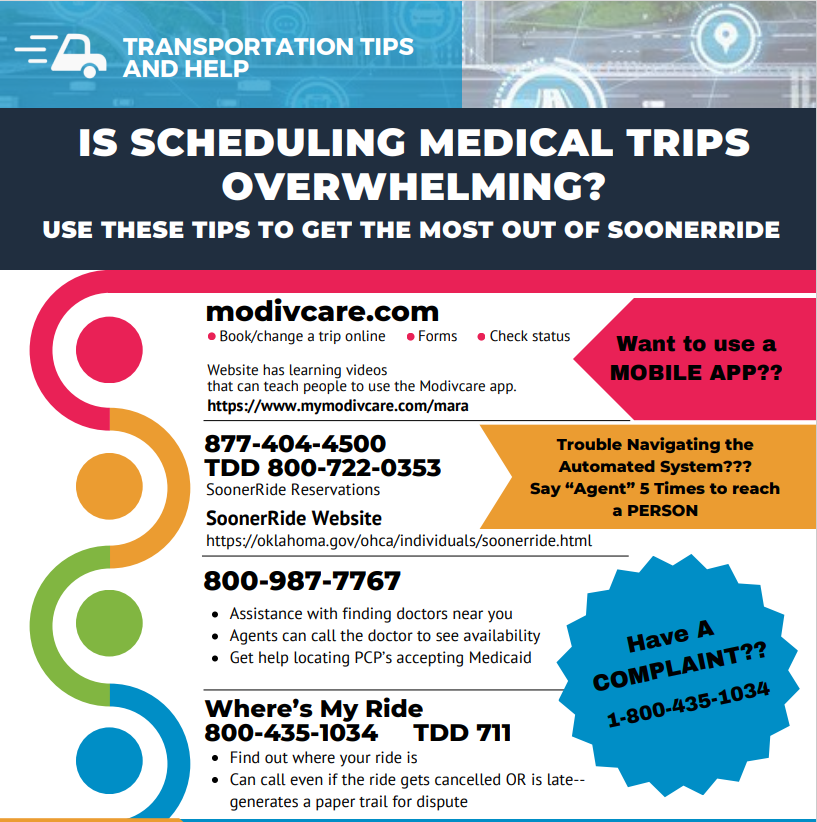 TRANSPORTATION TIPS
AND HELP
IS SCHEDULING MEDICAL TRIPS
OVERWHELMING?
USE THESE TIPS TO GET THE MOST OUT OF SOONERRIDE
modivcare.com
• Book/change a trip online • Forms • Check status
Website has learning videos
that can teach people to use the Modivcare app.
https://www.mymodivcare.com/mara
Want to use a
MOBILE APP??
877-404-4500
TDD 800-722-0353
SoonerRide Reservations
SoonerRide Website
https://oklahoma.gov/ohca/individuals/soonerride.html
Trouble Navigating the
Automated System???
Say “Agent” 5 Times to reach
a PERSON
800-987-7767
• Assistance with finding doctors near you
• Agents can call the doctor to see availability
• Get help locating PCP’s accepting Medicaid
Have A
COMPLAINT??
1-800-435-1034
Where’s My Ride
800-435-1034 TDD 711
• Find out where your ride is
• Can call even if the ride gets cancelled OR is late--
generates a paper trail for dispute